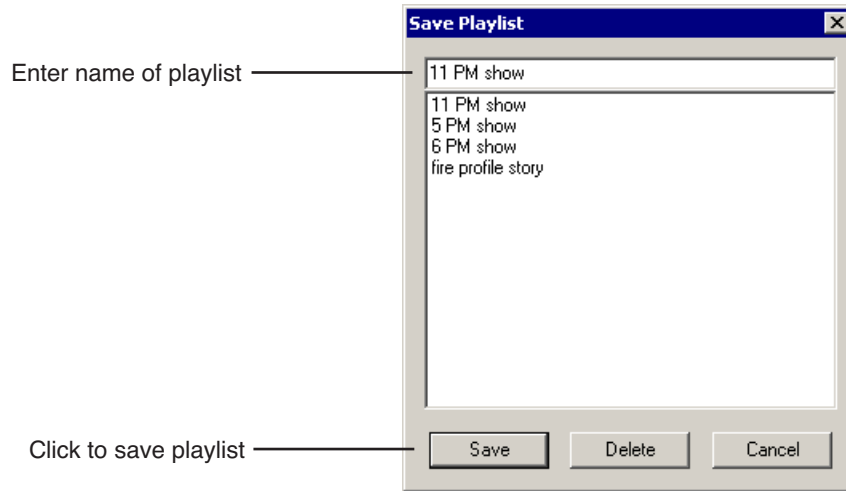 Save Playlist
Enter name of playlist
11 PM show
11 PM show
5 PM show
6 PM show
fire profile story
Click to save playlist
Save
Delete
Cancel